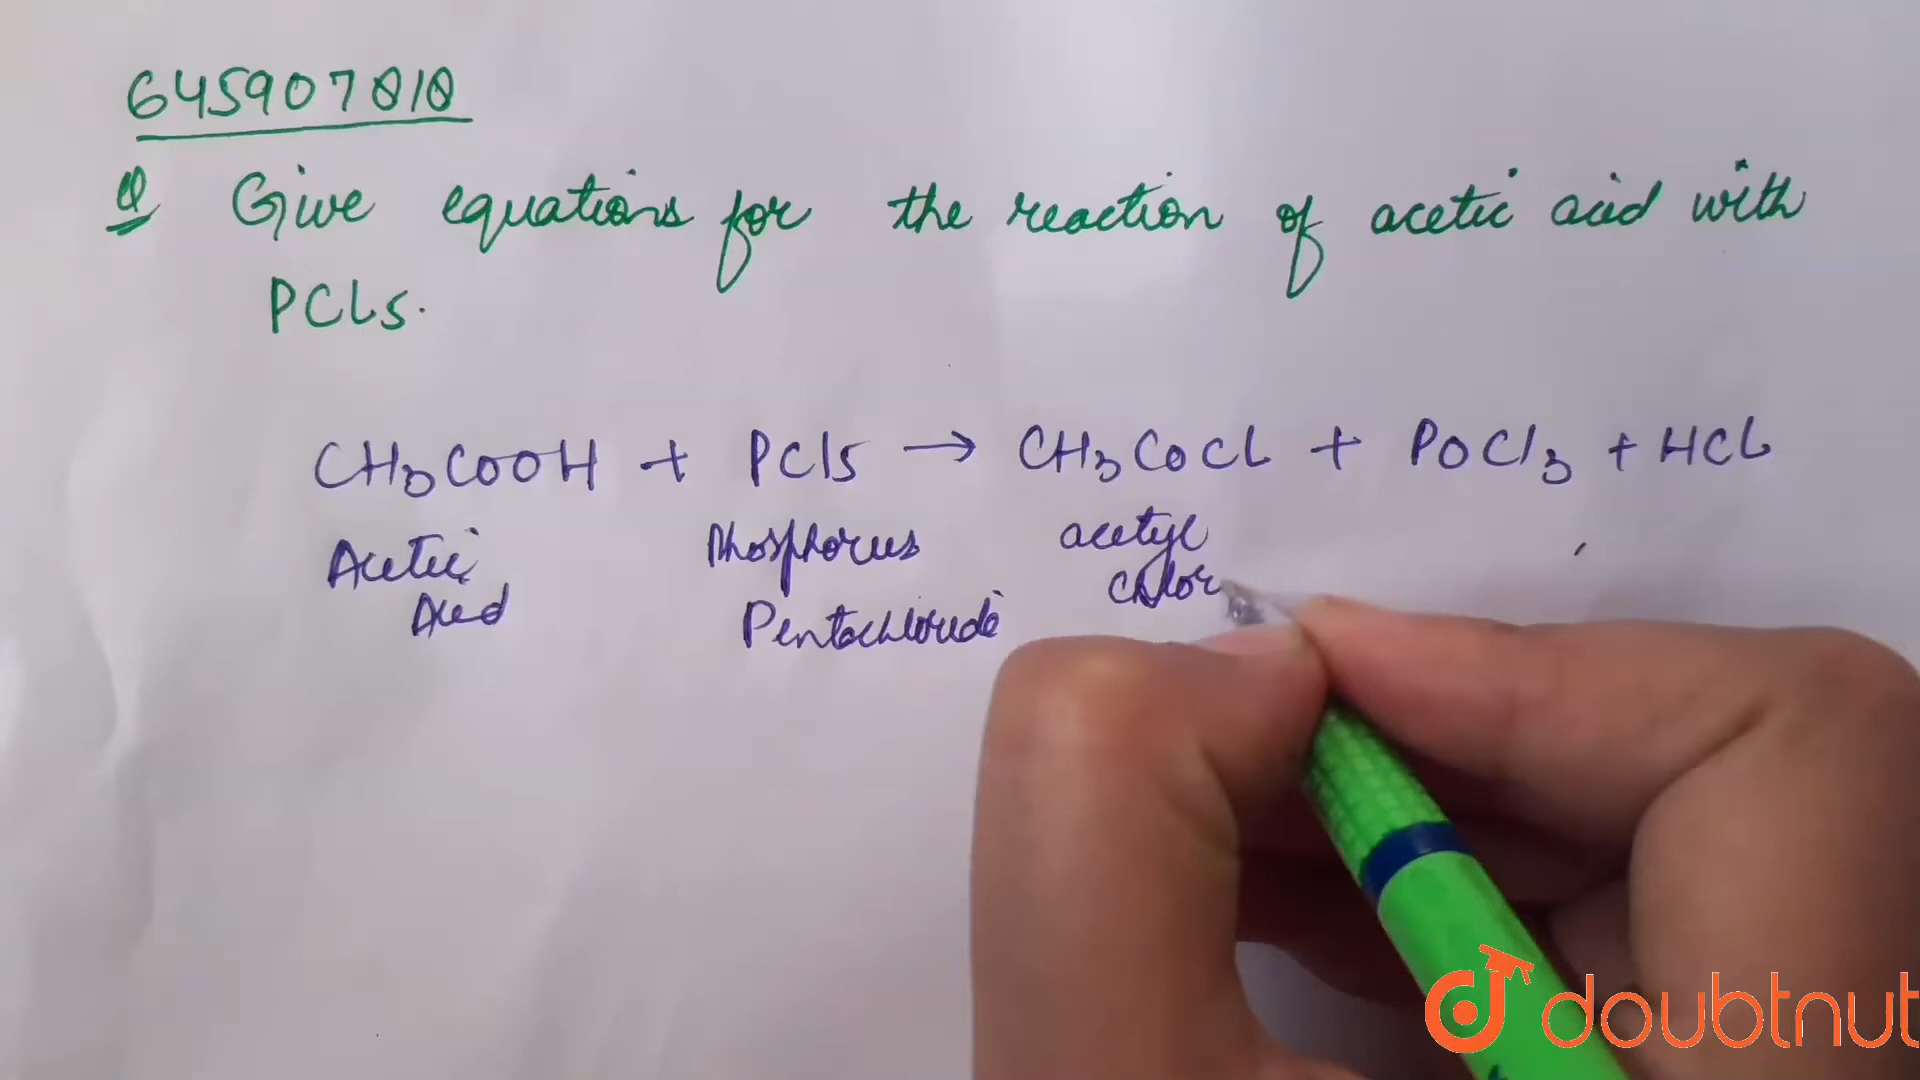 645907010
Q Give equations for the reaction of acetic acid with
PCl5.
CH3COOH + PCl5 → CH3COCl + POCl3 + HCl
Acetic Phosphorus acetyl
Acid Pentachloride Chlor
doubtnut